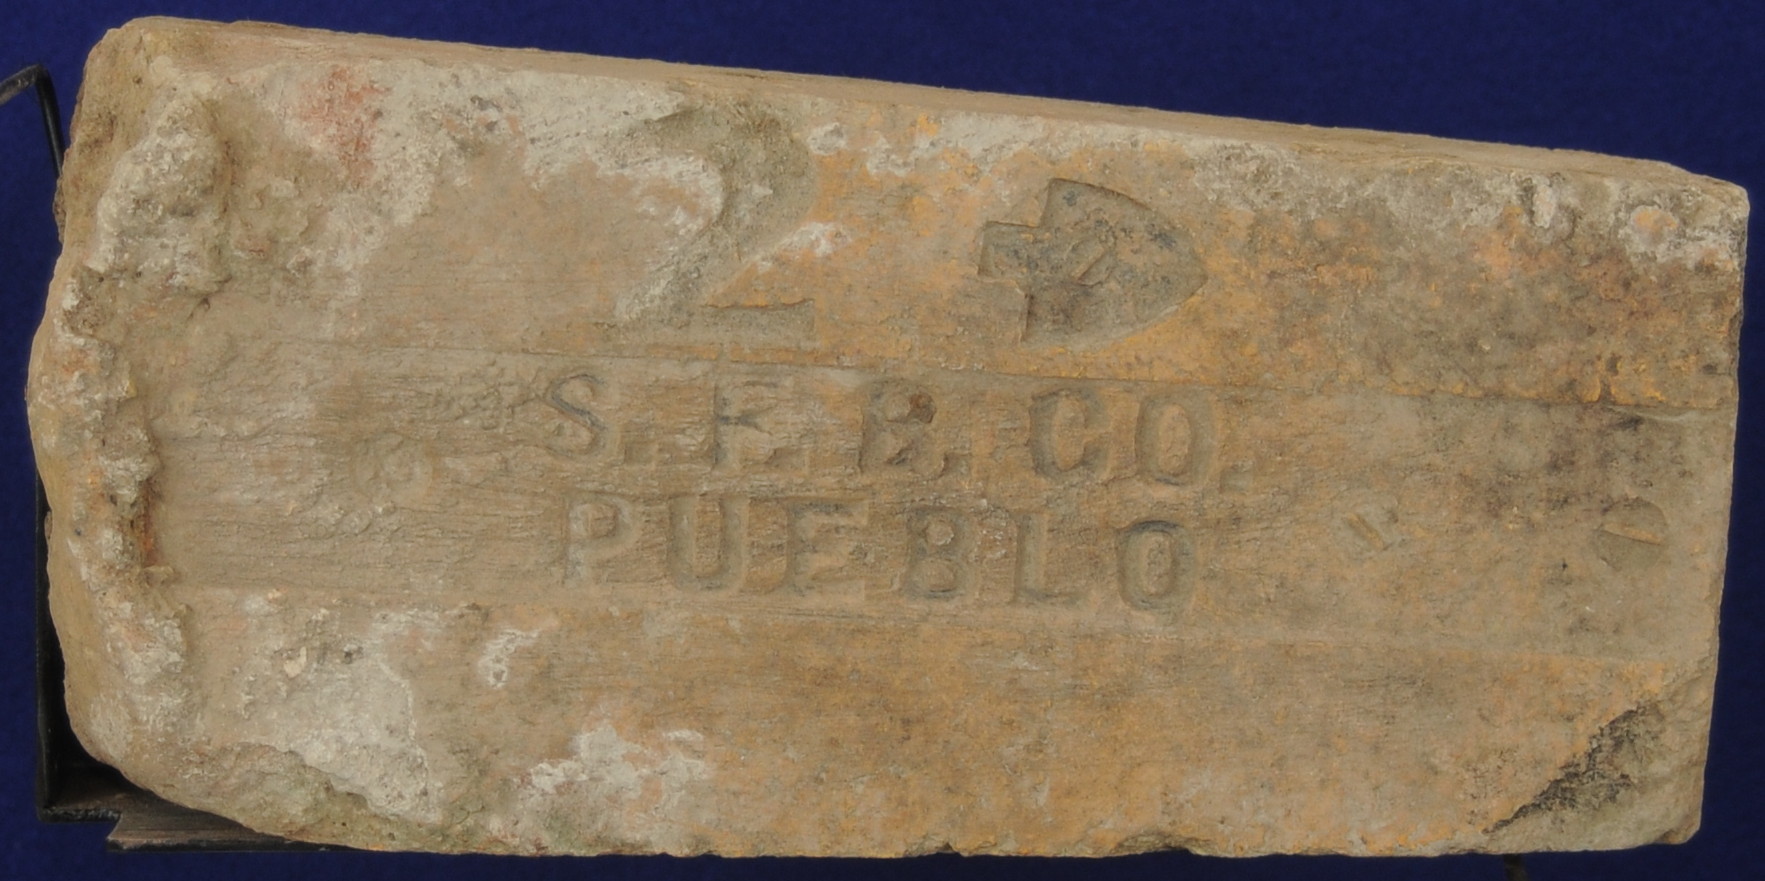 2
S. F. & CO.
PUEBLO